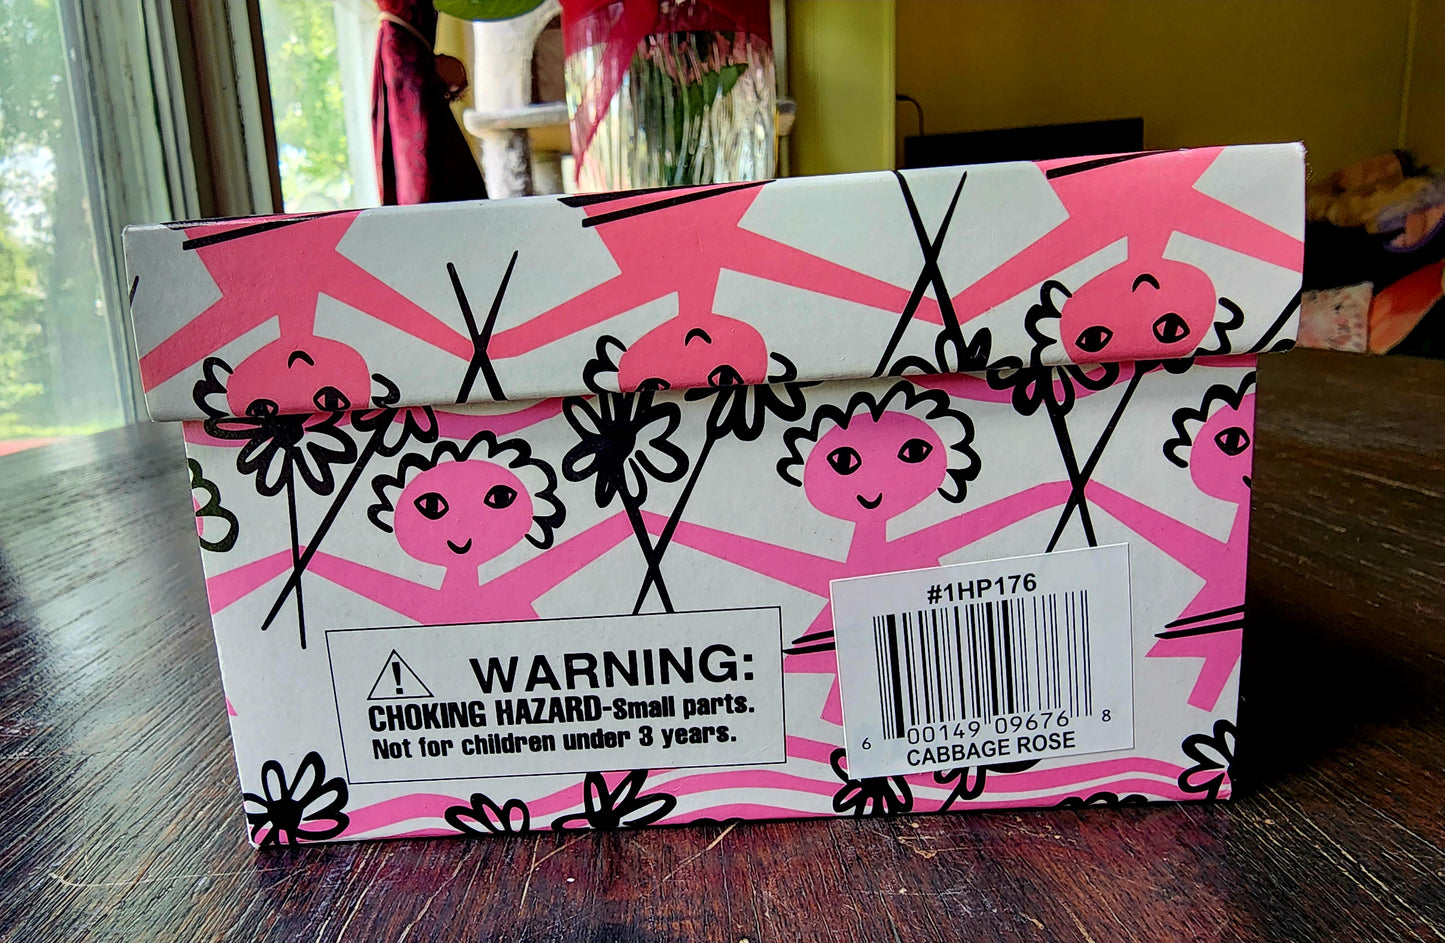 WARNING:
CHOKING HAZARD-Small parts.
Not for children under 3 years.
#1HP176
6 00149 09676 8
CABBAGE ROSE